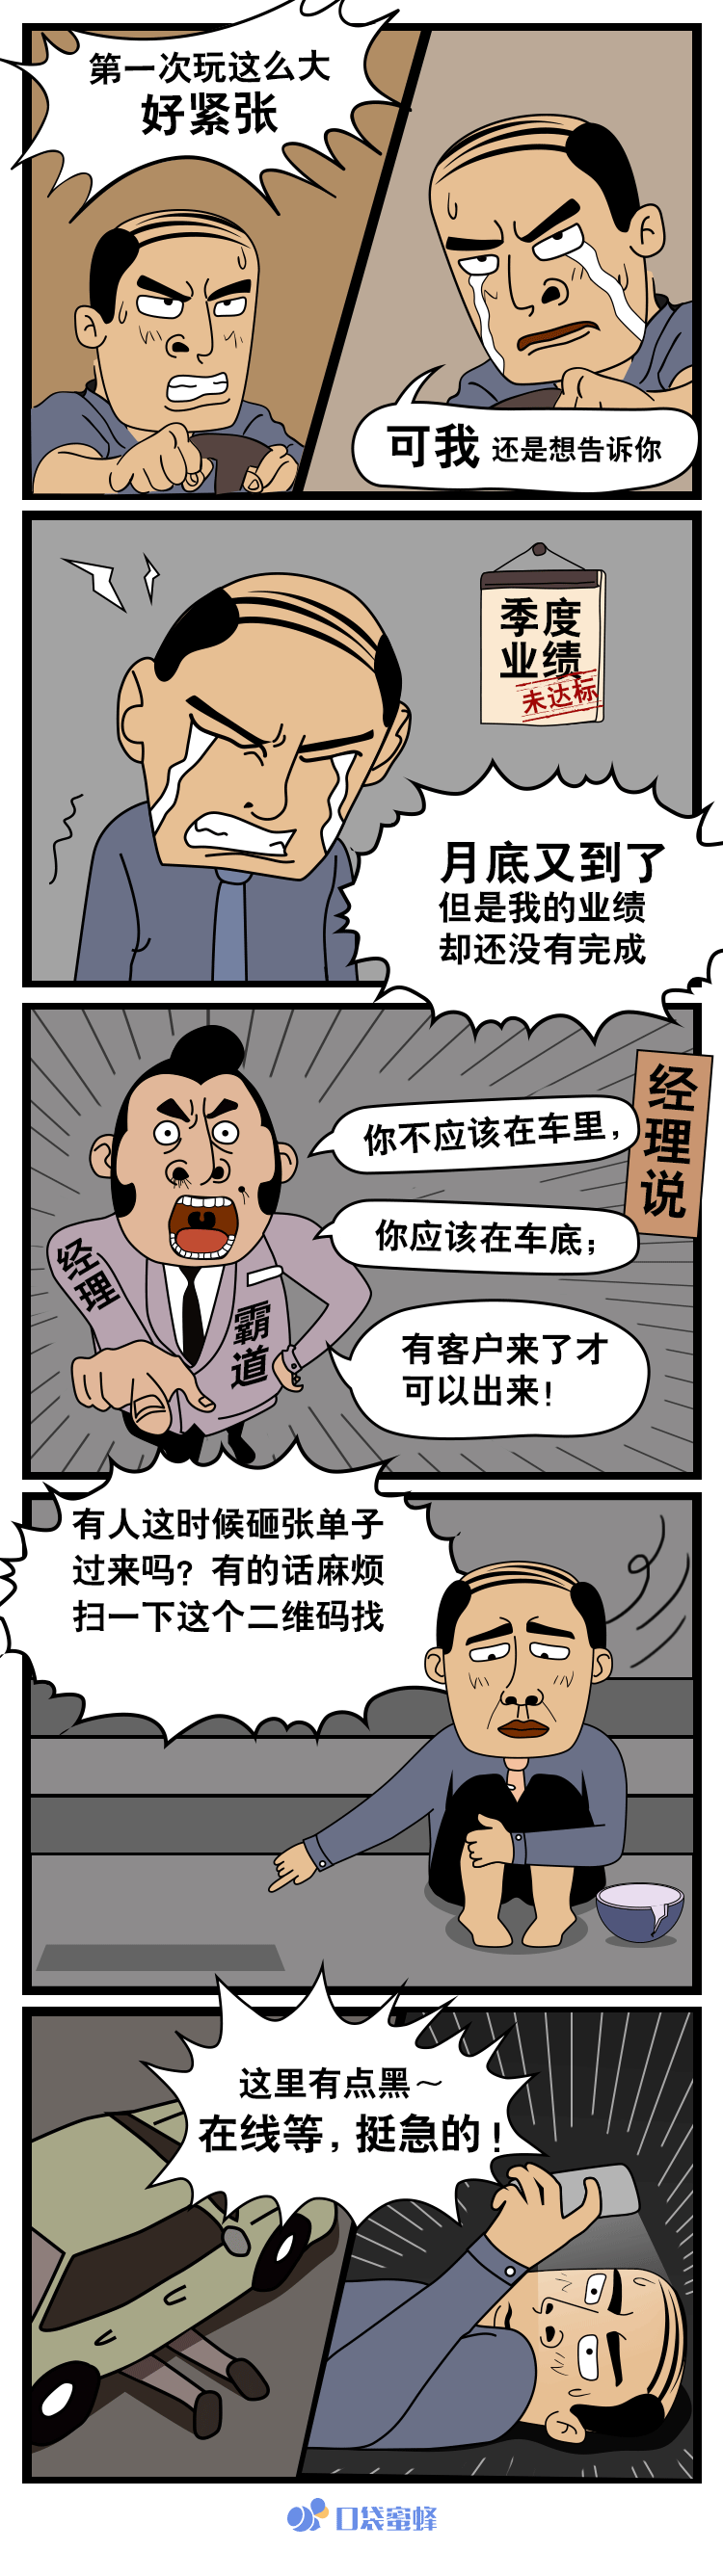 第一次玩这么大
好紧张
可我 还是想告诉你
季度
业绩
未达标
月底又到了
但是我的业绩
却还没有完成
经理说
你不应该在车里，
你应该在车底；
有客户来了才
可以出来！
经理
霸道
有人这时候砸张单子
过来吗？有的话麻烦
扫一下这个二维码找
这里有点黑～
在线等，挺急的！
口袋蜜蜂